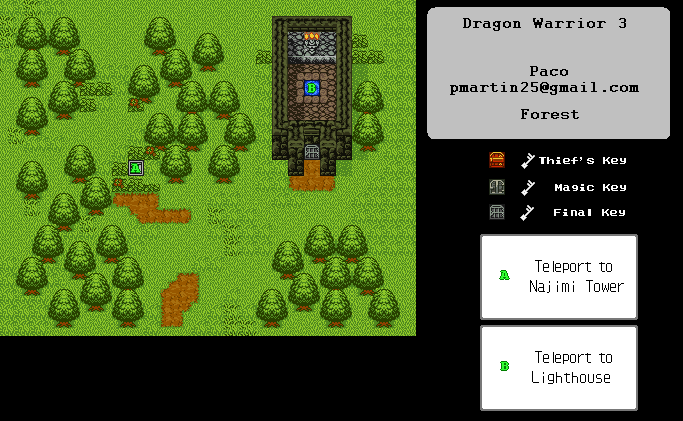 Dragon Warrior 3
Paco
pmartin25@gmail.com
Forest
Thief's Key
Magic Key
Final Key
B
A
A
Teleport to
Najimi Tower
B
Teleport to
Lighthouse